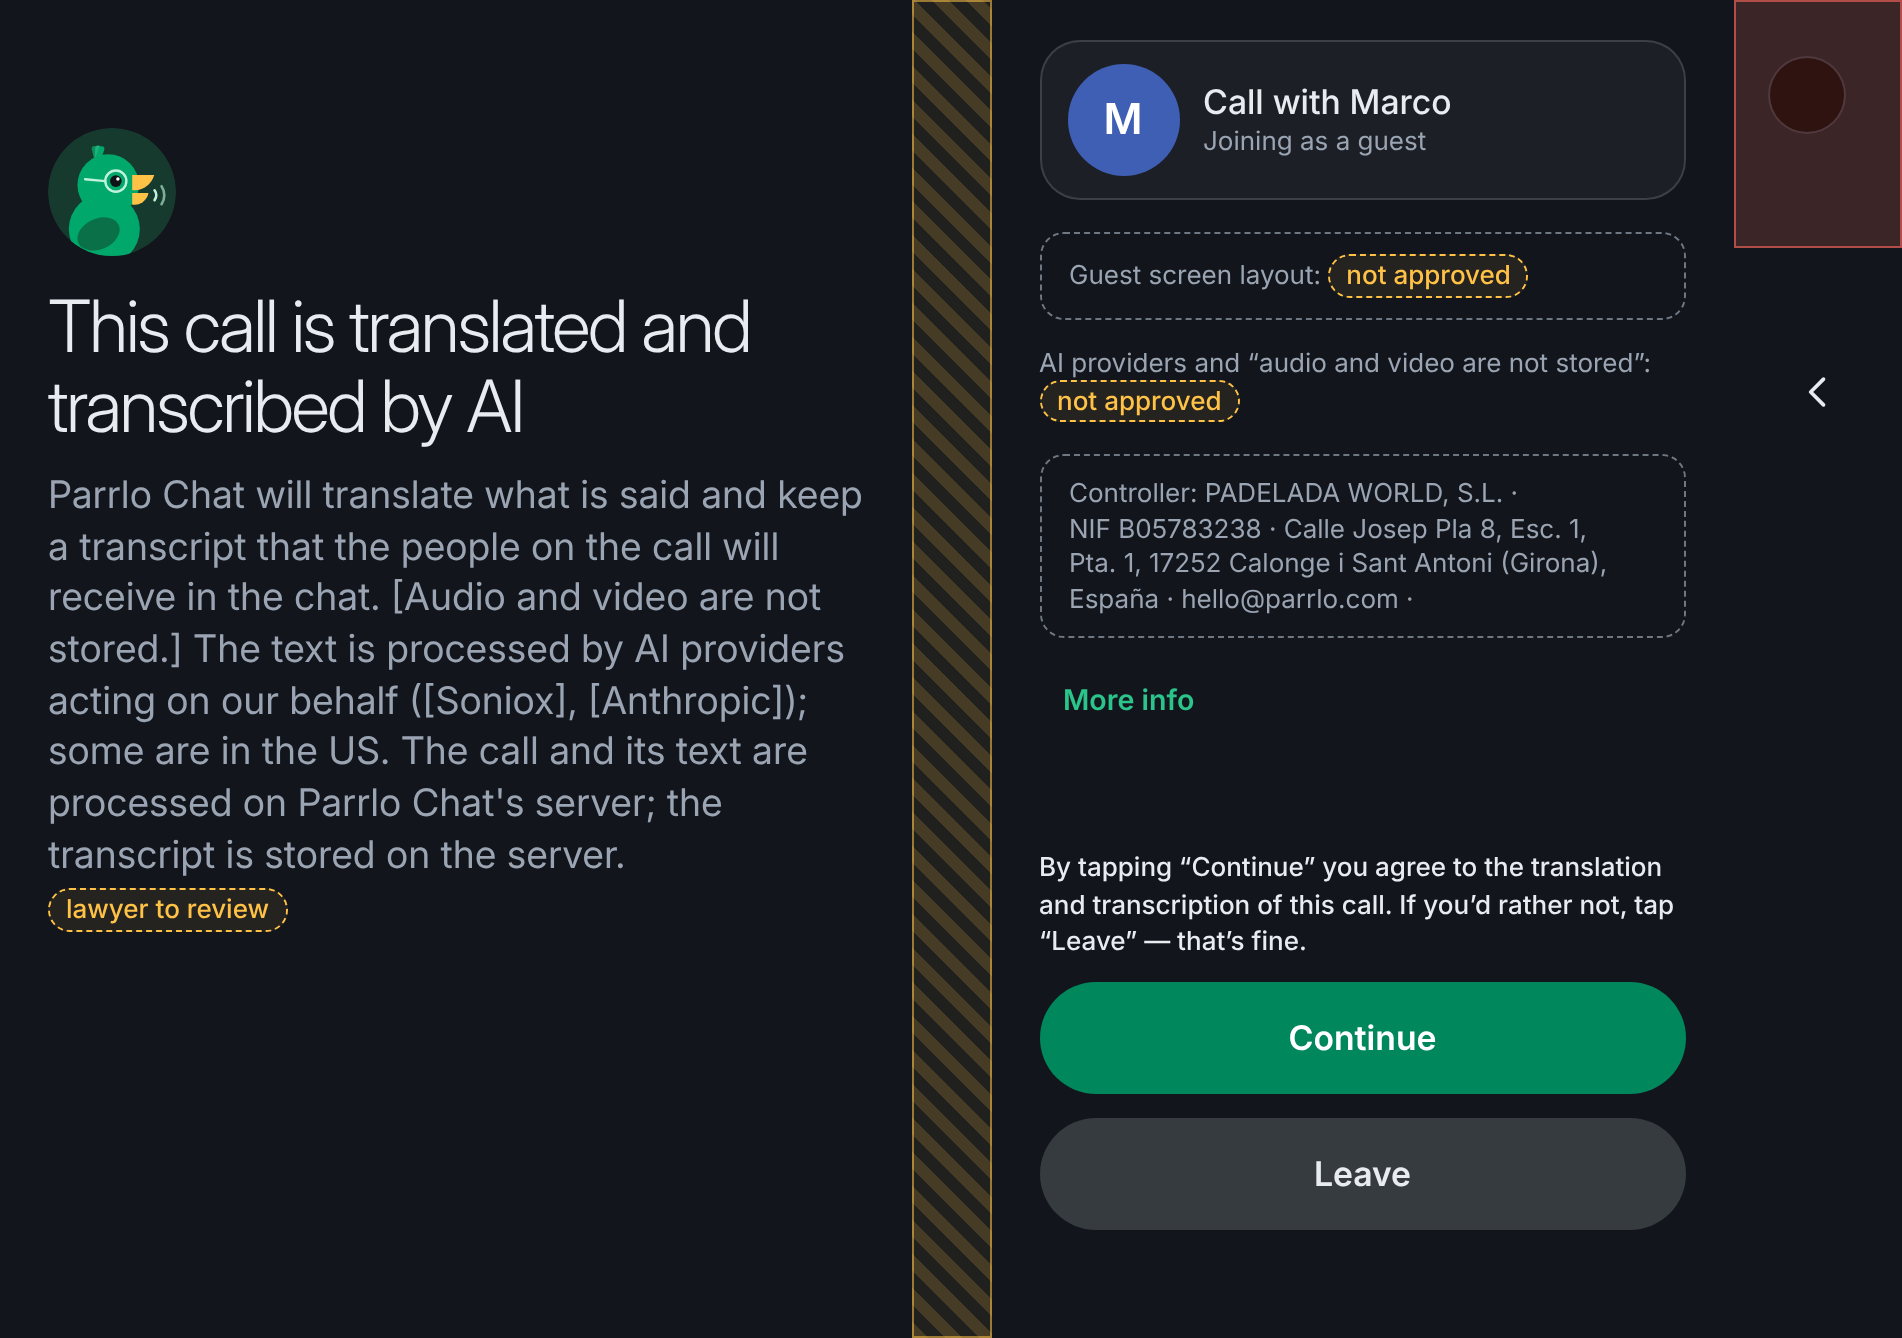 This call is translated and
transcribed by AI
Parrlo Chat will translate what is said and keep
a transcript that the people on the call will
receive in the chat. [Audio and video are not
stored.] The text is processed by AI providers
acting on our behalf ([Soniox], [Anthropic]);
some are in the US. The call and its text are
processed on Parrlo Chat's server; the
transcript is stored on the server.
lawyer to review
M
Call with Marco
Joining as a guest
Guest screen layout: not approved
AI providers and “audio and video are not stored”:
not approved
Controller: PADELADA WORLD, S.L. ·
NIF B05783238 · Calle Josep Pla 8, Esc. 1,
Pta. 1, 17252 Calonge i Sant Antoni (Girona),
España · hello@parrlo.com ·
More info
By tapping “Continue” you agree to the translation
and transcription of this call. If you’d rather not, tap
“Leave” — that’s fine.
Continue
Leave